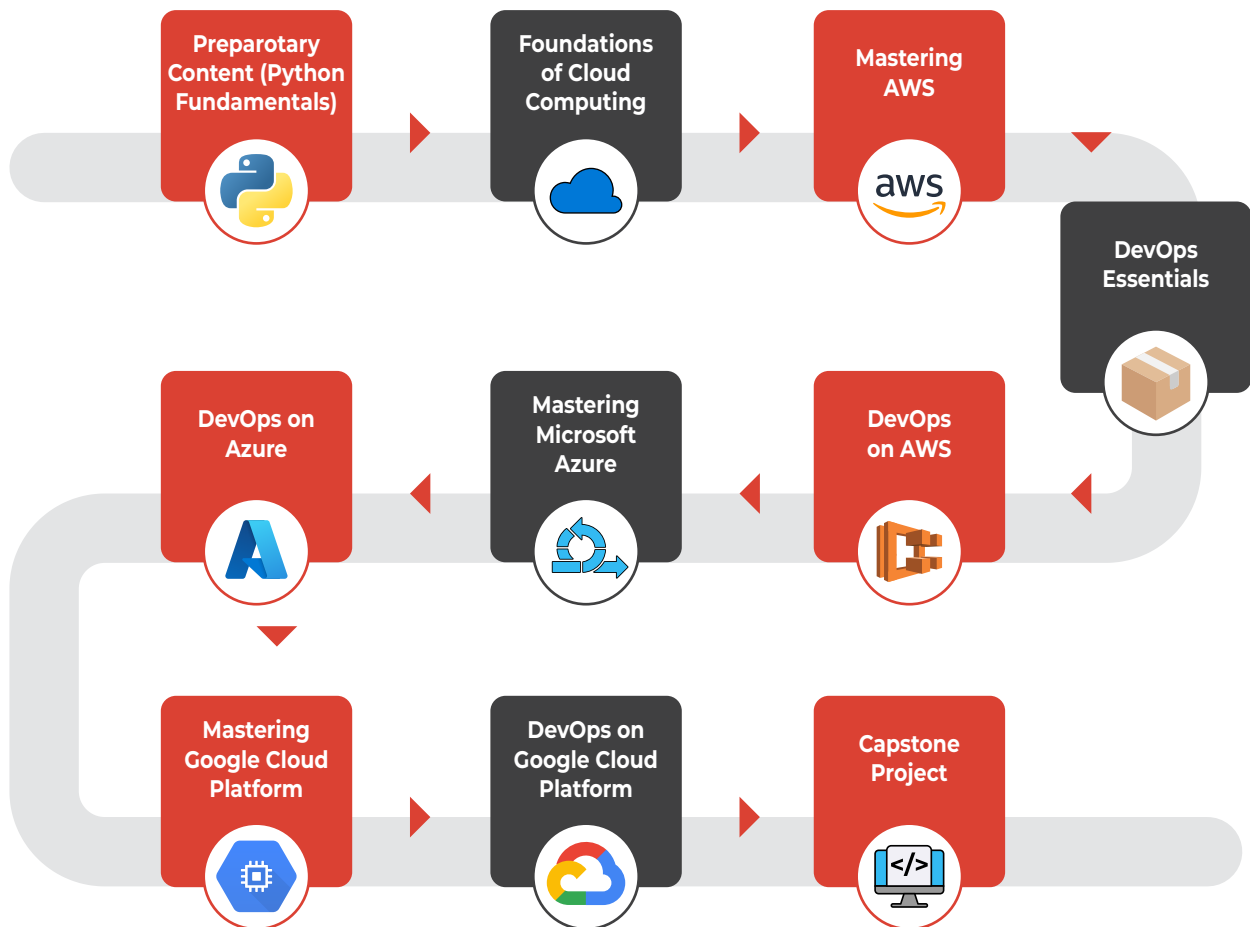 Preparotary
Content (Python
Fundamentals)
Foundations
of Cloud
Computing
Mastering
AWS
aws
DevOps
Essentials
DevOps
on AWS
Mastering
Microsoft
Azure
DevOps on
Azure
Mastering
Google Cloud
Platform
DevOps on
Google Cloud
Platform
Capstone
Project
</>